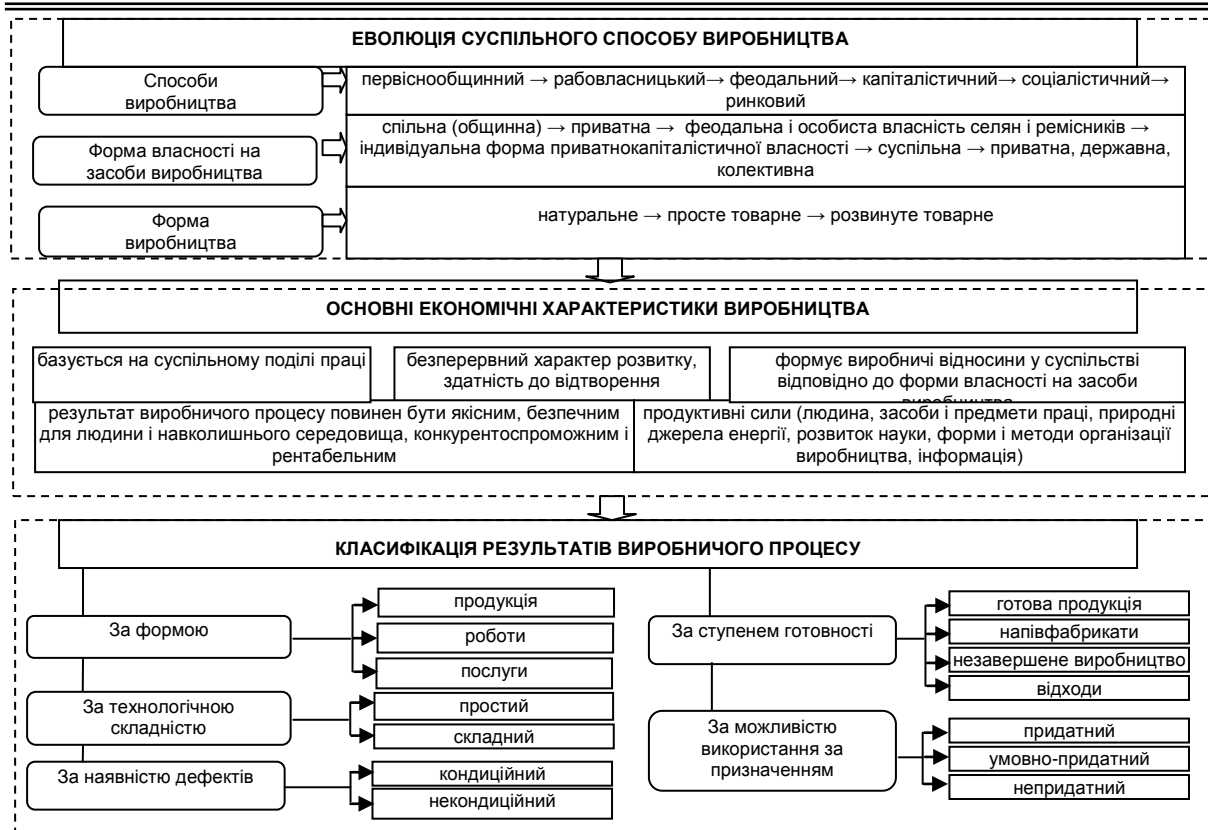 ЕВОЛЮЦІЯ СУСПІЛЬНОГО СПОСОБУ ВИРОБНИЦТВА
Способи
виробництва
первіснообщинний → рабовласницький→ феодальний→ капіталістичний→ соціалістичний→
ринковий
Форма власності на
засоби виробництва
спільна (общинна) → приватна → феодальна і особиста власність селян і ремісників →
індивідуальна форма приватнокапіталістичної власності → суспільна → приватна, державна,
колективна
Форма
виробництва
натуральне → просте товарне → розвинуте товарне
ОСНОВНІ ЕКОНОМІЧНІ ХАРАКТЕРИСТИКИ ВИРОБНИЦТВА
базується на суспільному поділі праці
безперервний характер розвитку,
здатність до відтворення
формує виробничі відносини у суспільстві
відповідно до форми власності на засоби
виробництва
результат виробничого процесу повинен бути якісним, безпечним
для людини і навколишнього середовища, конкурентоспроможним і
рентабельним
продуктивні сили (людина, засоби і предмети праці, природні
джерела енергії, розвиток науки, форми і методи організації
виробництва, інформація)
КЛАСИФІКАЦІЯ РЕЗУЛЬТАТІВ ВИРОБНИЧОГО ПРОЦЕСУ
За формою
продукція
роботи
послуги
За технологічною
складністю
простий
складний
За наявністю дефектів
кондиційний
некондиційний
За ступенем готовності
готова продукція
напівфабрикати
незавершене виробництво
відходи
За можливістю
використання за
призначенням
придатний
умовно-придатний
непридатний